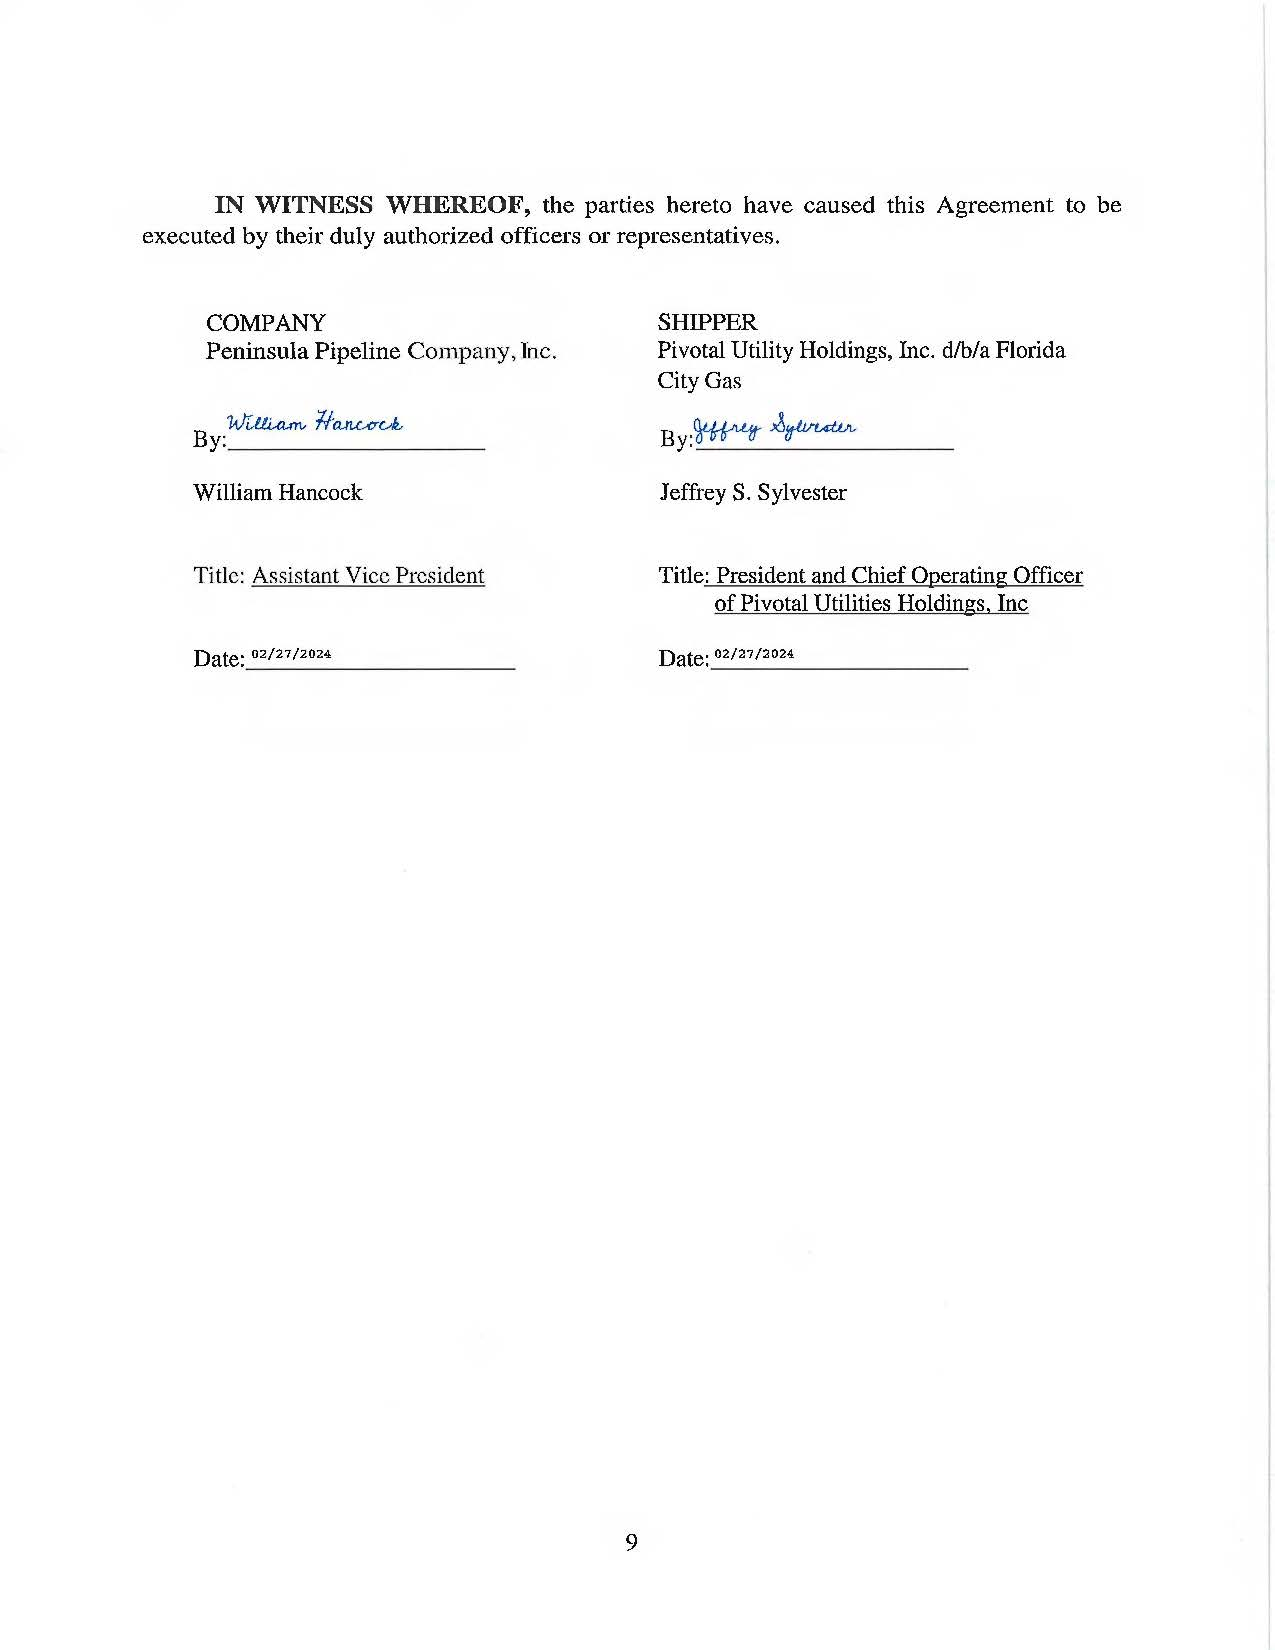 IN WITNESS WHEREOF, the parties hereto have caused this Agreement to be
executed by their duly authorized officers or representatives.
COMPANY
Peninsula Pipeline Company, Inc.
By: William Hancock
William Hancock
Title: Assistant Vice President
Date: 02/27/2024
SHIPPER
Pivotal Utility Holdings, Inc. d/b/a Florida
City Gas
By: Jeffrey Sylvester
Jeffrey S. Sylvester
Title: President and Chief Operating Officer
of Pivotal Utilities Holdings, Inc
Date: 02/27/2024
9